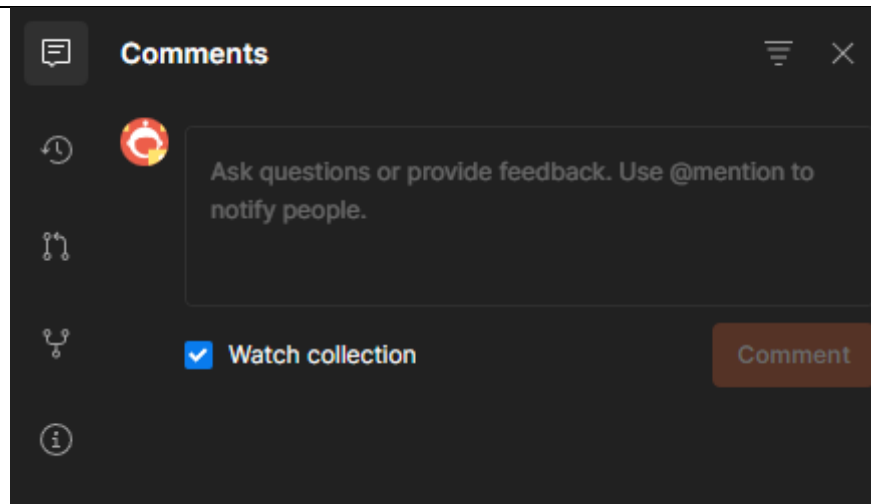 Comments
Ask questions or provide feedback. Use @mention to
notify people.
Watch collection
Comment